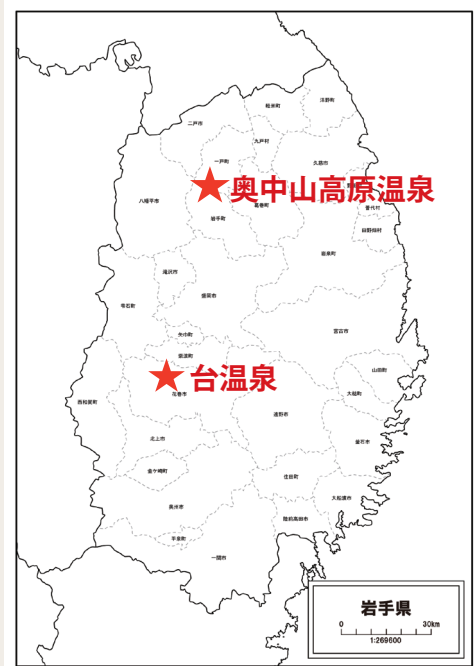 洋野町
軽米町
二戸市
九戸村
一戸町
久慈市
奥中山高原温泉
葛巻町
八幡平市
普代村
岩手町
田野畑村
岩泉町
滝沢市
盛岡市
雫石町
宮古市
矢巾町
紫波町
山田町
台温泉
花巻市
大槌町
西和賀町
遠野市
北上市
釜石市
金ケ崎町
住田町
大船渡市
奥州市
陸前高田市
平泉町
一関市
岩手県
0 30km
1:269600